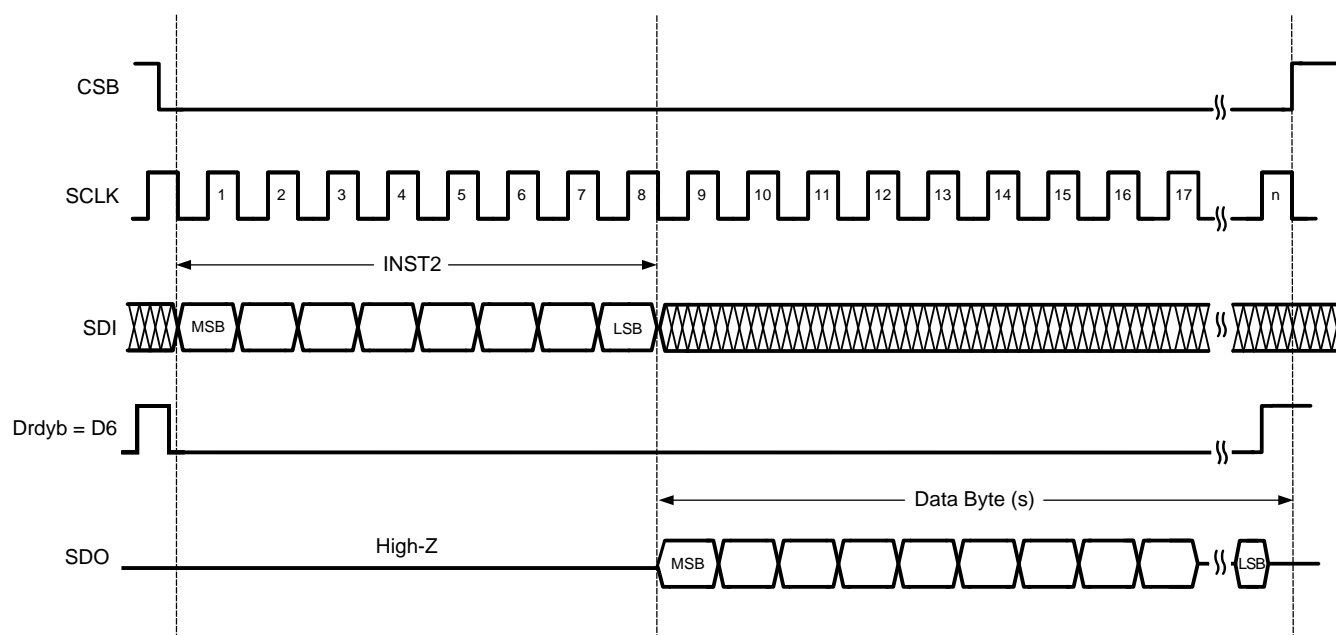 CSB
SCLK
1 2 3 4 5 6 7 8 9 10 11 12 13 14 15 16 17 n
INST2
SDI
MSB LSB
Drdyb = D6
Data Byte (s)
High-Z
SDO
MSB LSB